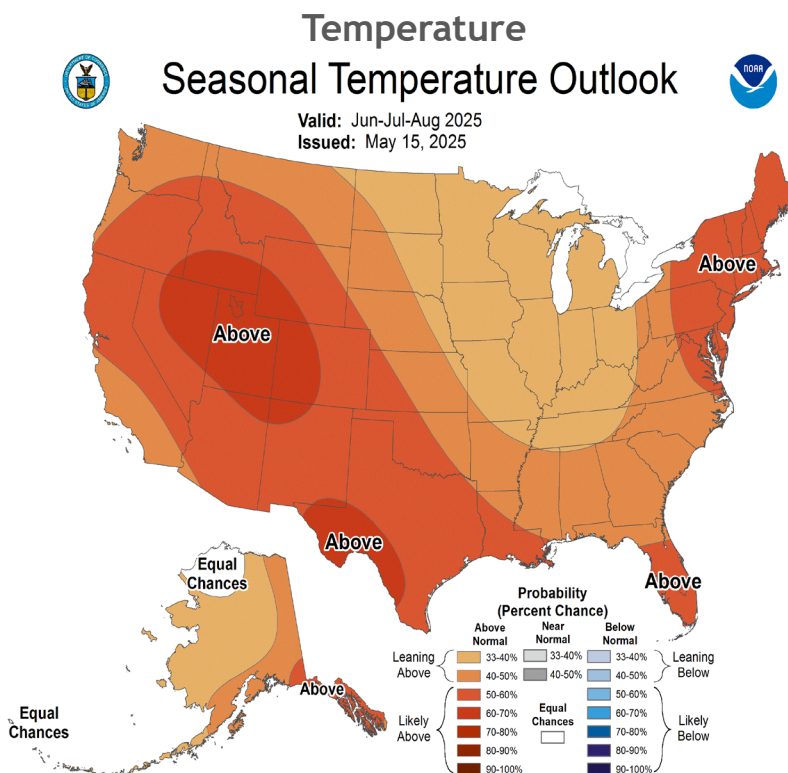 Temperature
Seasonal Temperature Outlook
NOAA
Valid: Jun-Jul-Aug 2025
Issued: May 15, 2025
Above
Above
Above
Above
Equal
Chances
Above
Equal
Chances
Probability
(Percent Chance)
Above
Normal
Near
Normal
Below
Normal
Leaning
Above
33-40%
40-50%
33-40%
40-50%
33-40%
40-50%
Leaning
Below
Likely
Above
50-60%
60-70%
70-80%
80-90%
90-100%
Equal
Chances
50-60%
60-70%
70-80%
80-90%
90-100%
Likely
Below